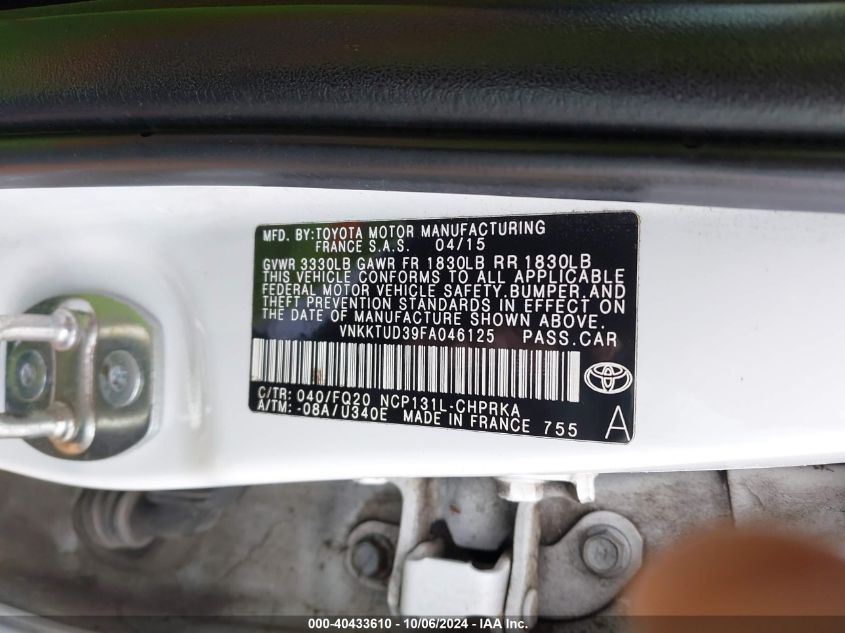 MFD. BY:TOYOTA MOTOR MANUFACTURING
FRANCE S.A.S. 04/15
GVWR 3330LB GAWR FR 1830LB RR 1830LB
THIS VEHICLE CONFORMS TO ALL APPLICABLE
FEDERAL MOTOR VEHICLE SAFETY,BUMPER,AND
THEFT PREVENTION STANDARDS IN EFFECT ON
THE DATE OF MANUFACTURE SHOWN ABOVE.
VNKKTUD39FA046125 PASS.CAR
C/TR: 040/FQ20 NCP131L-CHPRKA
A/TM: -08A/U340E MADE IN FRANCE 755
A
000-40433610 - 10/06/2024 - IAA Inc.